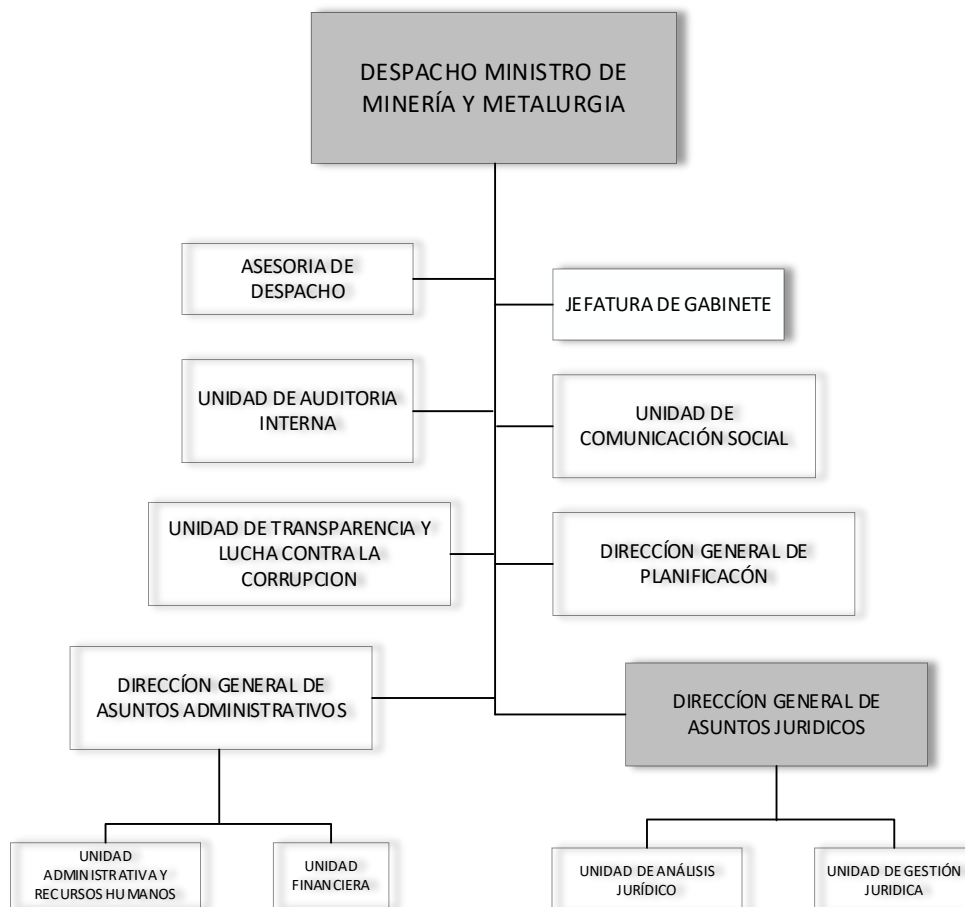 DESPACHO MINISTRO DE
MINERÍA Y METALURGIA
ASESORIA DE
DESPACHO
JEFATURA DE GABINETE
UNIDAD DE AUDITORIA
INTERNA
UNIDAD DE
COMUNICACIÓN SOCIAL
UNIDAD DE TRANSPARENCIA Y
LUCHA CONTRA LA
CORRUPCION
DIRECCÍON GENERAL DE
PLANIFICACÓN
DIRECCÍON GENERAL DE
ASUNTOS ADMINISTRATIVOS
DIRECCÍON GENERAL DE
ASUNTOS JURIDICOS
UNIDAD
ADMINISTRATIVA Y
RECURSOS HUMANOS
UNIDAD
FINANCIERA
UNIDAD DE ANÁLISIS
JURÍDICO
UNIDAD DE GESTIÓN
JURIDICA